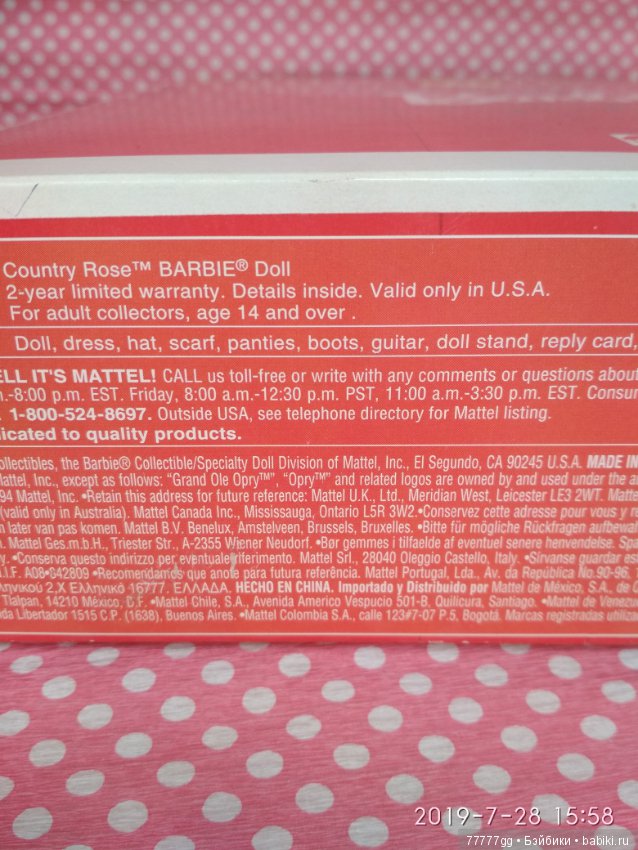 Country Rose™ BARBIE® Doll
2-year limited warranty. Details inside. Valid only in U.S.A.
For adult collectors, age 14 and over .
Doll, dress, hat, scarf, panties, boots, guitar, doll stand, reply card,
ELL IT'S MATTEL! CALL us toll-free or write with any comments or questions about
.-8:00 p.m. EST. Friday, 8:00 a.m.-12:30 p.m. PST, 11:00 a.m.-3:30 p.m. EST. Consum
. 1-800-524-8697. Outside USA, see telephone directory for Mattel listing.
dicated to quality products.
ollectibles, the Barbie® Collectible/Specialty Doll Division of Mattel, Inc., El Segundo, CA 90245 U.S.A. MADE IN
Mattel, Inc., except as follows: "Grand Ole Opry™", "Opry™" and related logos are owned by and used under the au
94 Mattel, Inc. •Retain this address for future reference: Mattel U.K., Ltd., Meridian West, Leicester LE3 2WT. Matte
(valid only in Australia). Mattel Canada Inc., Mississauga, Ontario L5R 3W2.•Conservez cette adresse pour vous y r
n later van pas komen. Mattel B.V. Benelux, Amstelveen, Brussels, Bruxelles. •Bitte für mögliche Rückfragen aufbewa
n. Mattel Ges.m.b.H., Triester Str., A-2355 Wiener Neudorf. •Bør gemmes i tilfaelde af eventuel senere henvendelse. Spa
y. •Conserva questo indirizzo per eventuale riferimento. Mattel Srl., 28040 Oleggio Castello, Italy. •Sirvanse guardar es
.I.F. A08-842809 •Recomendamos que anote para futura referência. Mattel Portugal, Lda., Av. da República No.90-96,
ληνικού 2.Χ Ελληνικό 16777. ΕΛΛΑΔΑ. HECHO EN CHINA. Importado y Distribuido por Mattel de México, S.A., de
Tlalpan, 14210 México, D.F. •Mattel Chile, S.A., Avenida Americo Vespucio 501-B. Quilicura, Santiago. •Mattel de Venezue
da Libertador 1515 C.P. (1638), Buenos Aires. •Mattel Colombia S.A., calle 123#7-07 P.5, Bogotá. Marcas registradas utiliza
2019-7-28 15:58
77777gg • Бэйбики • babiki.ru